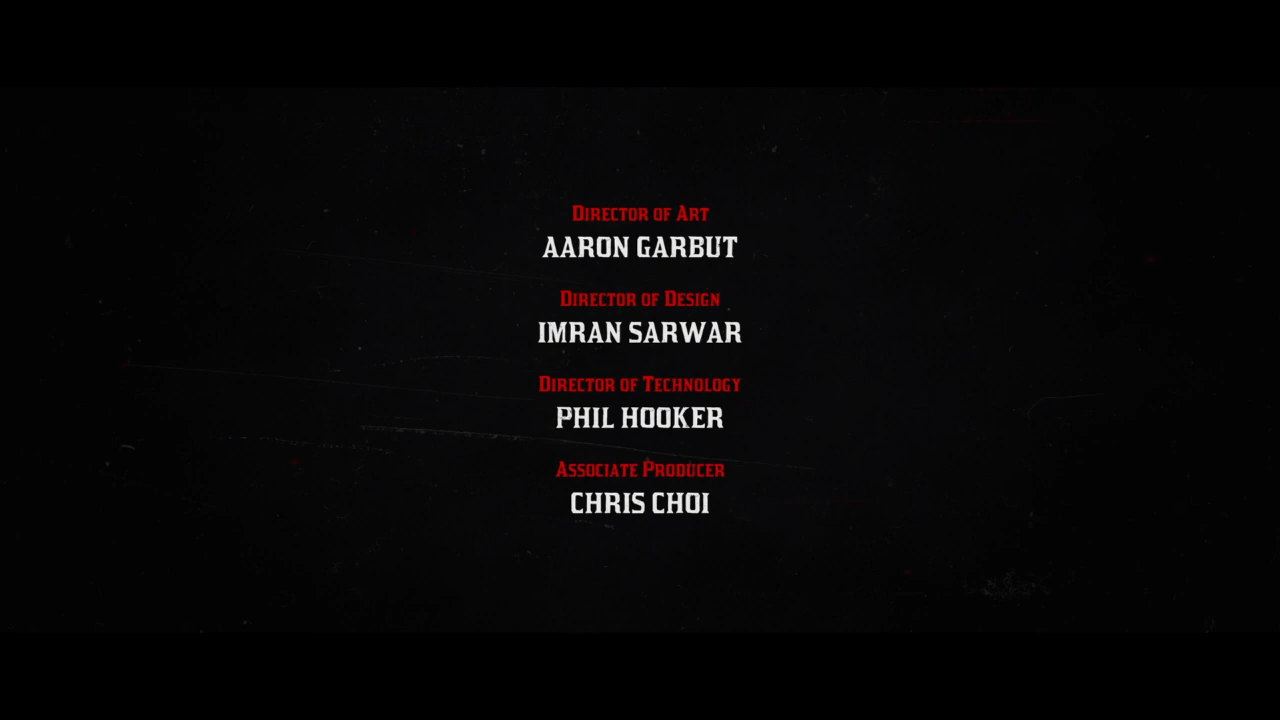 Director of Art
AARON GARBUT
Director of Design
IMRAN SARWAR
Director of Technology
PHIL HOOKER
Associate Producer
CHRIS CHOI